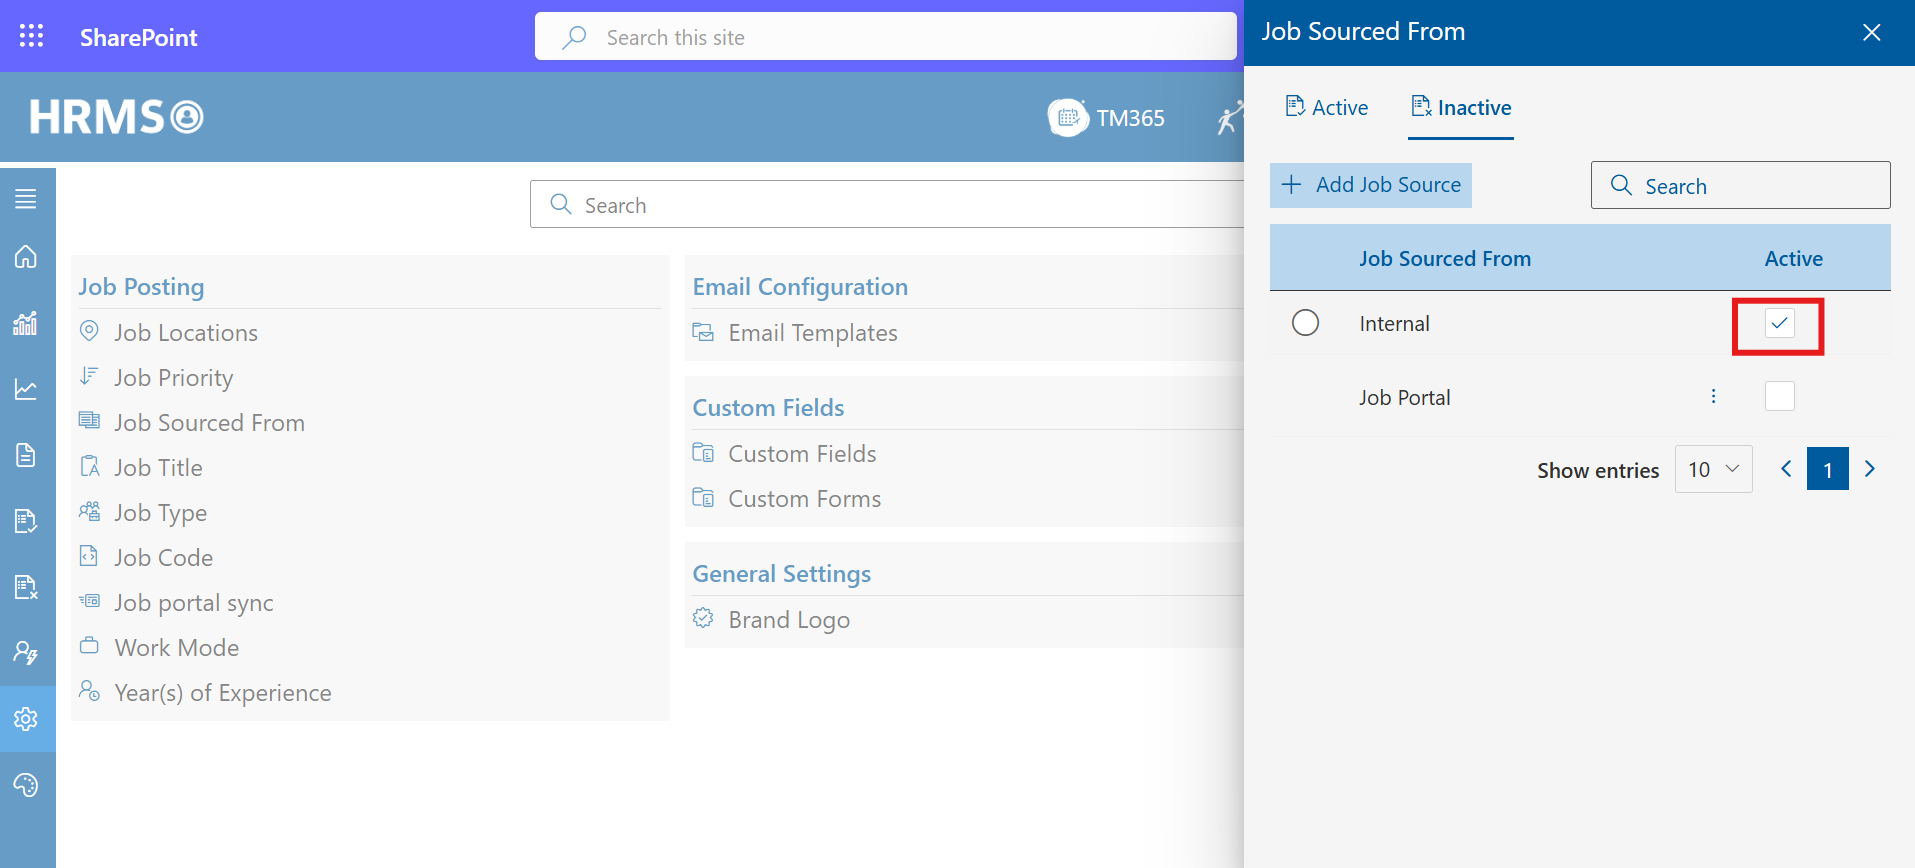 SharePoint
Search this site
HRMS
TM365
Search
Job Posting
Job Locations
Job Priority
Job Sourced From
Job Title
Job Type
Job Code
Job portal sync
Work Mode
Year(s) of Experience
Email Configuration
Email Templates
Custom Fields
Custom Fields
Custom Forms
General Settings
Brand Logo
Job Sourced From
Active
Inactive
Add Job Source
Search
Job Sourced From Active
Internal
Job Portal
Show entries 10 1